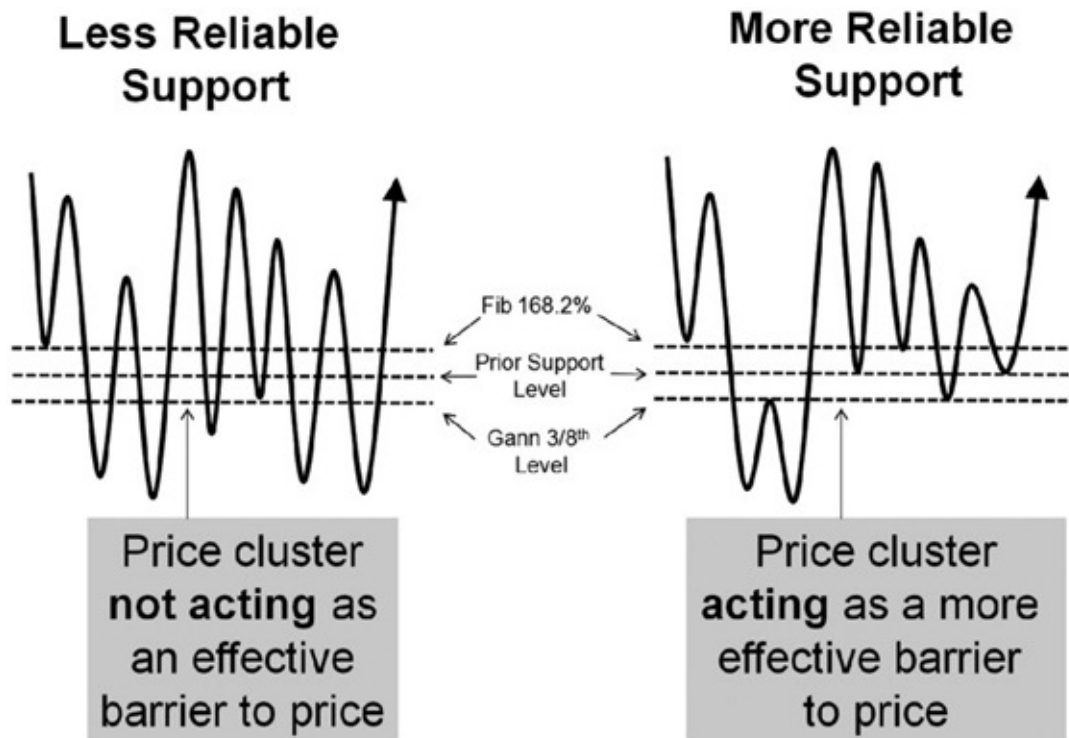 Less Reliable
Support
More Reliable
Support
Fib 168.2%
Prior Support
Level
Gann 3/8th
Level
Price cluster
not acting as
an effective
barrier to price
Price cluster
acting as a more
effective barrier
to price